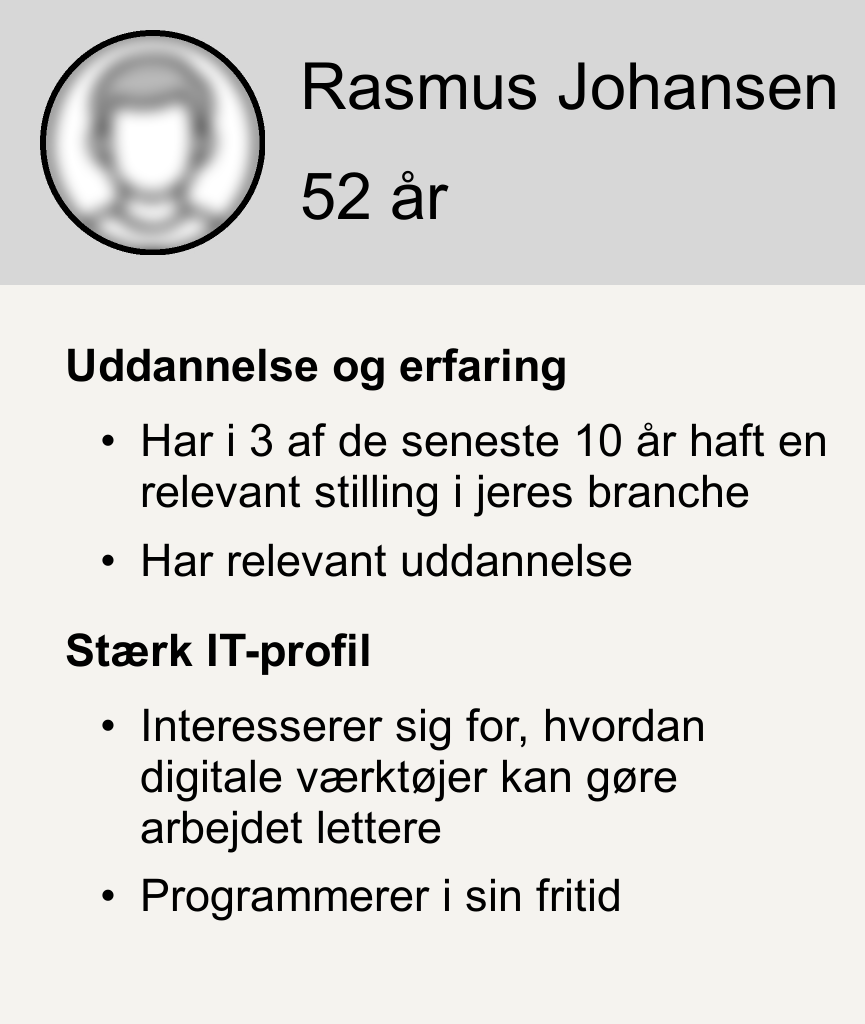 Rasmus Johansen
52 år
Uddannelse og erfaring
• Har i 3 af de seneste 10 år haft en
relevant stilling i jeres branche
• Har relevant uddannelse
Stærk IT-profil
• Interesserer sig for, hvordan
digitale værktøjer kan gøre
arbejdet lettere
• Programmerer i sin fritid